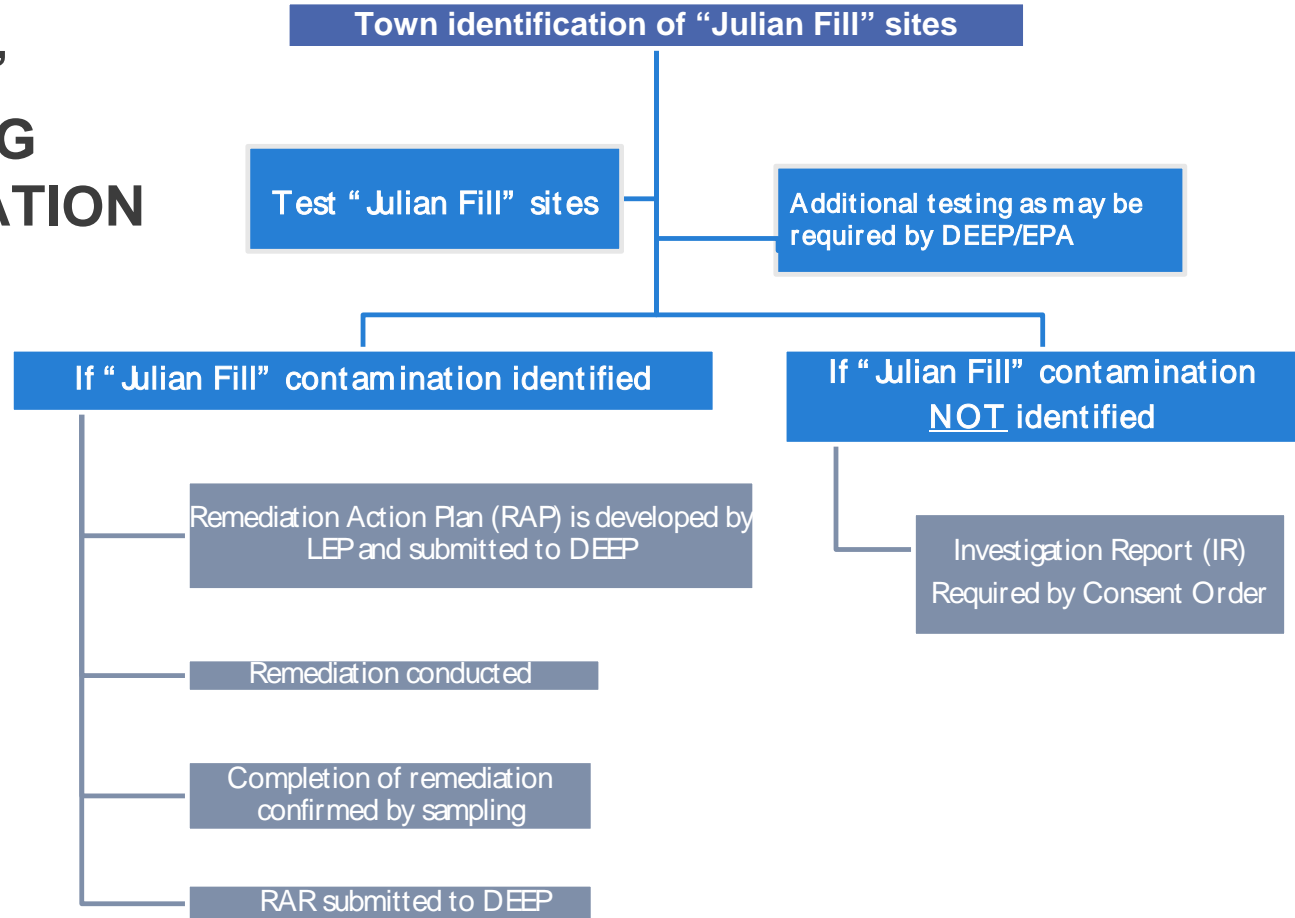 Town identification of “Julian Fill” sites
”
G
ATION
Test “Julian Fill” sites
Additional testing as may be
required by DEEP/EPA
If “Julian Fill” contamination identified
If “Julian Fill” contamination
NOT identified
Remediation Action Plan (RAP) is developed by
LEP and submitted to DEEP
Investigation Report (IR)
Required by Consent Order
Remediation conducted
Completion of remediation
confirmed by sampling
RAR submitted to DEEP